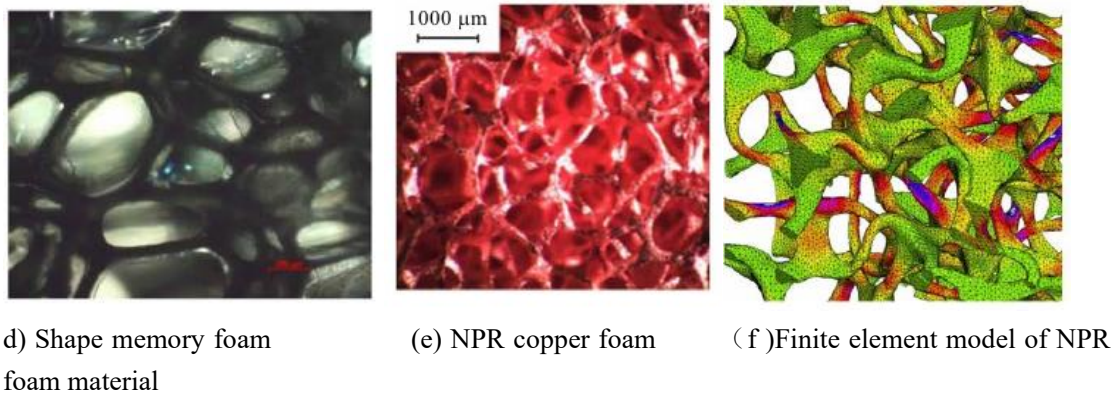 1000 μm
d) Shape memory foam (e) NPR copper foam （f )Finite element model of NPR
foam material